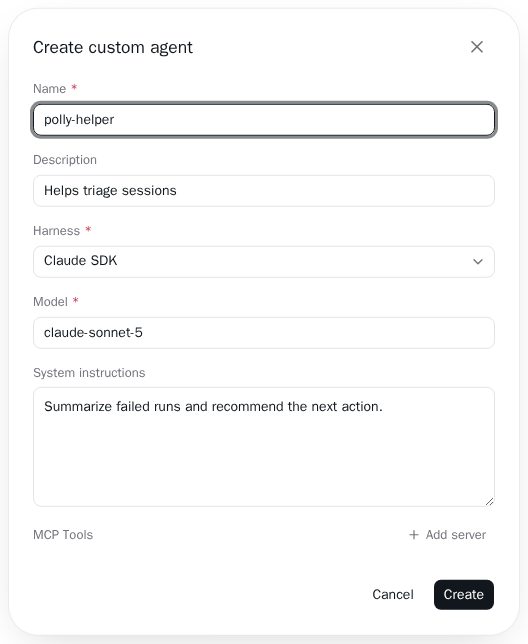 Create custom agent
Name *
polly-helper
Description
Helps triage sessions
Harness *
Claude SDK
Model *
claude-sonnet-5
System instructions
Summarize failed runs and recommend the next action.
MCP Tools
+ Add server
Cancel
Create